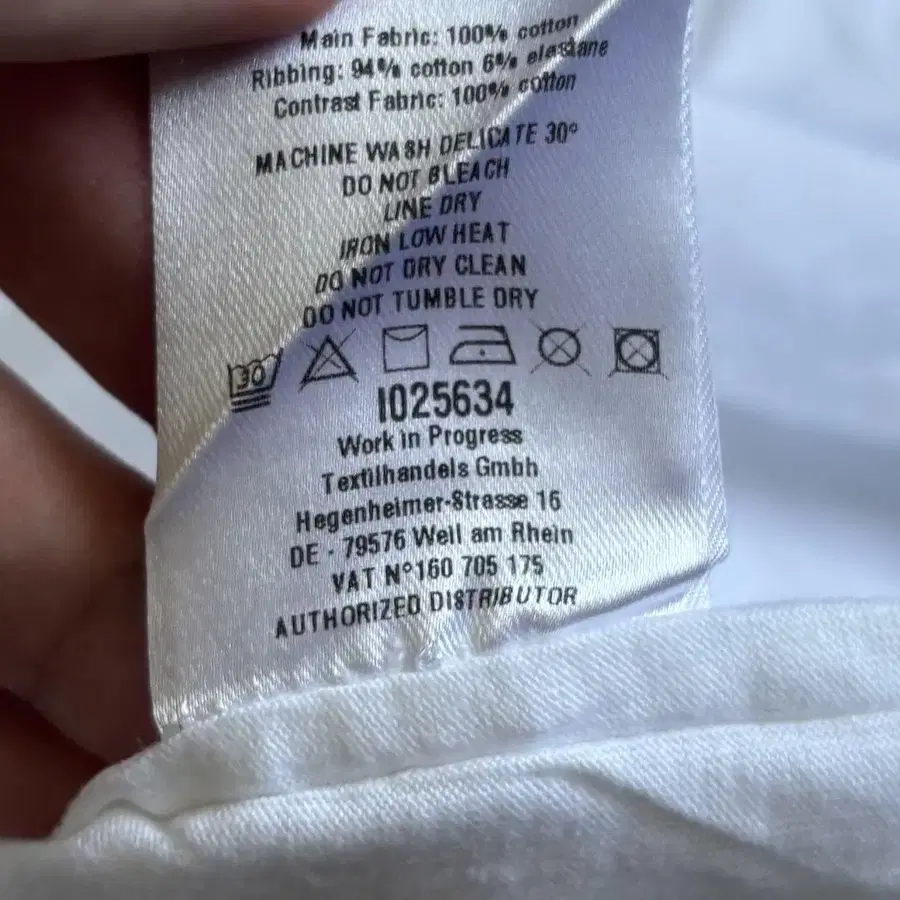 Main Fabric: 100% cotton
Ribbing: 94% cotton 6% elastane
Contrast Fabric: 100% cotton
MACHINE WASH DELICATE 30°
DO NOT BLEACH
LINE DRY
IRON LOW HEAT
DO NOT DRY CLEAN
DO NOT TUMBLE DRY
30
I025634
Work in Progress
Textilhandels Gmbh
Hegenheimer-Strasse 16
DE - 79576 Weil am Rhein
VAT N°160 705 175
AUTHORIZED DISTRIBUTOR